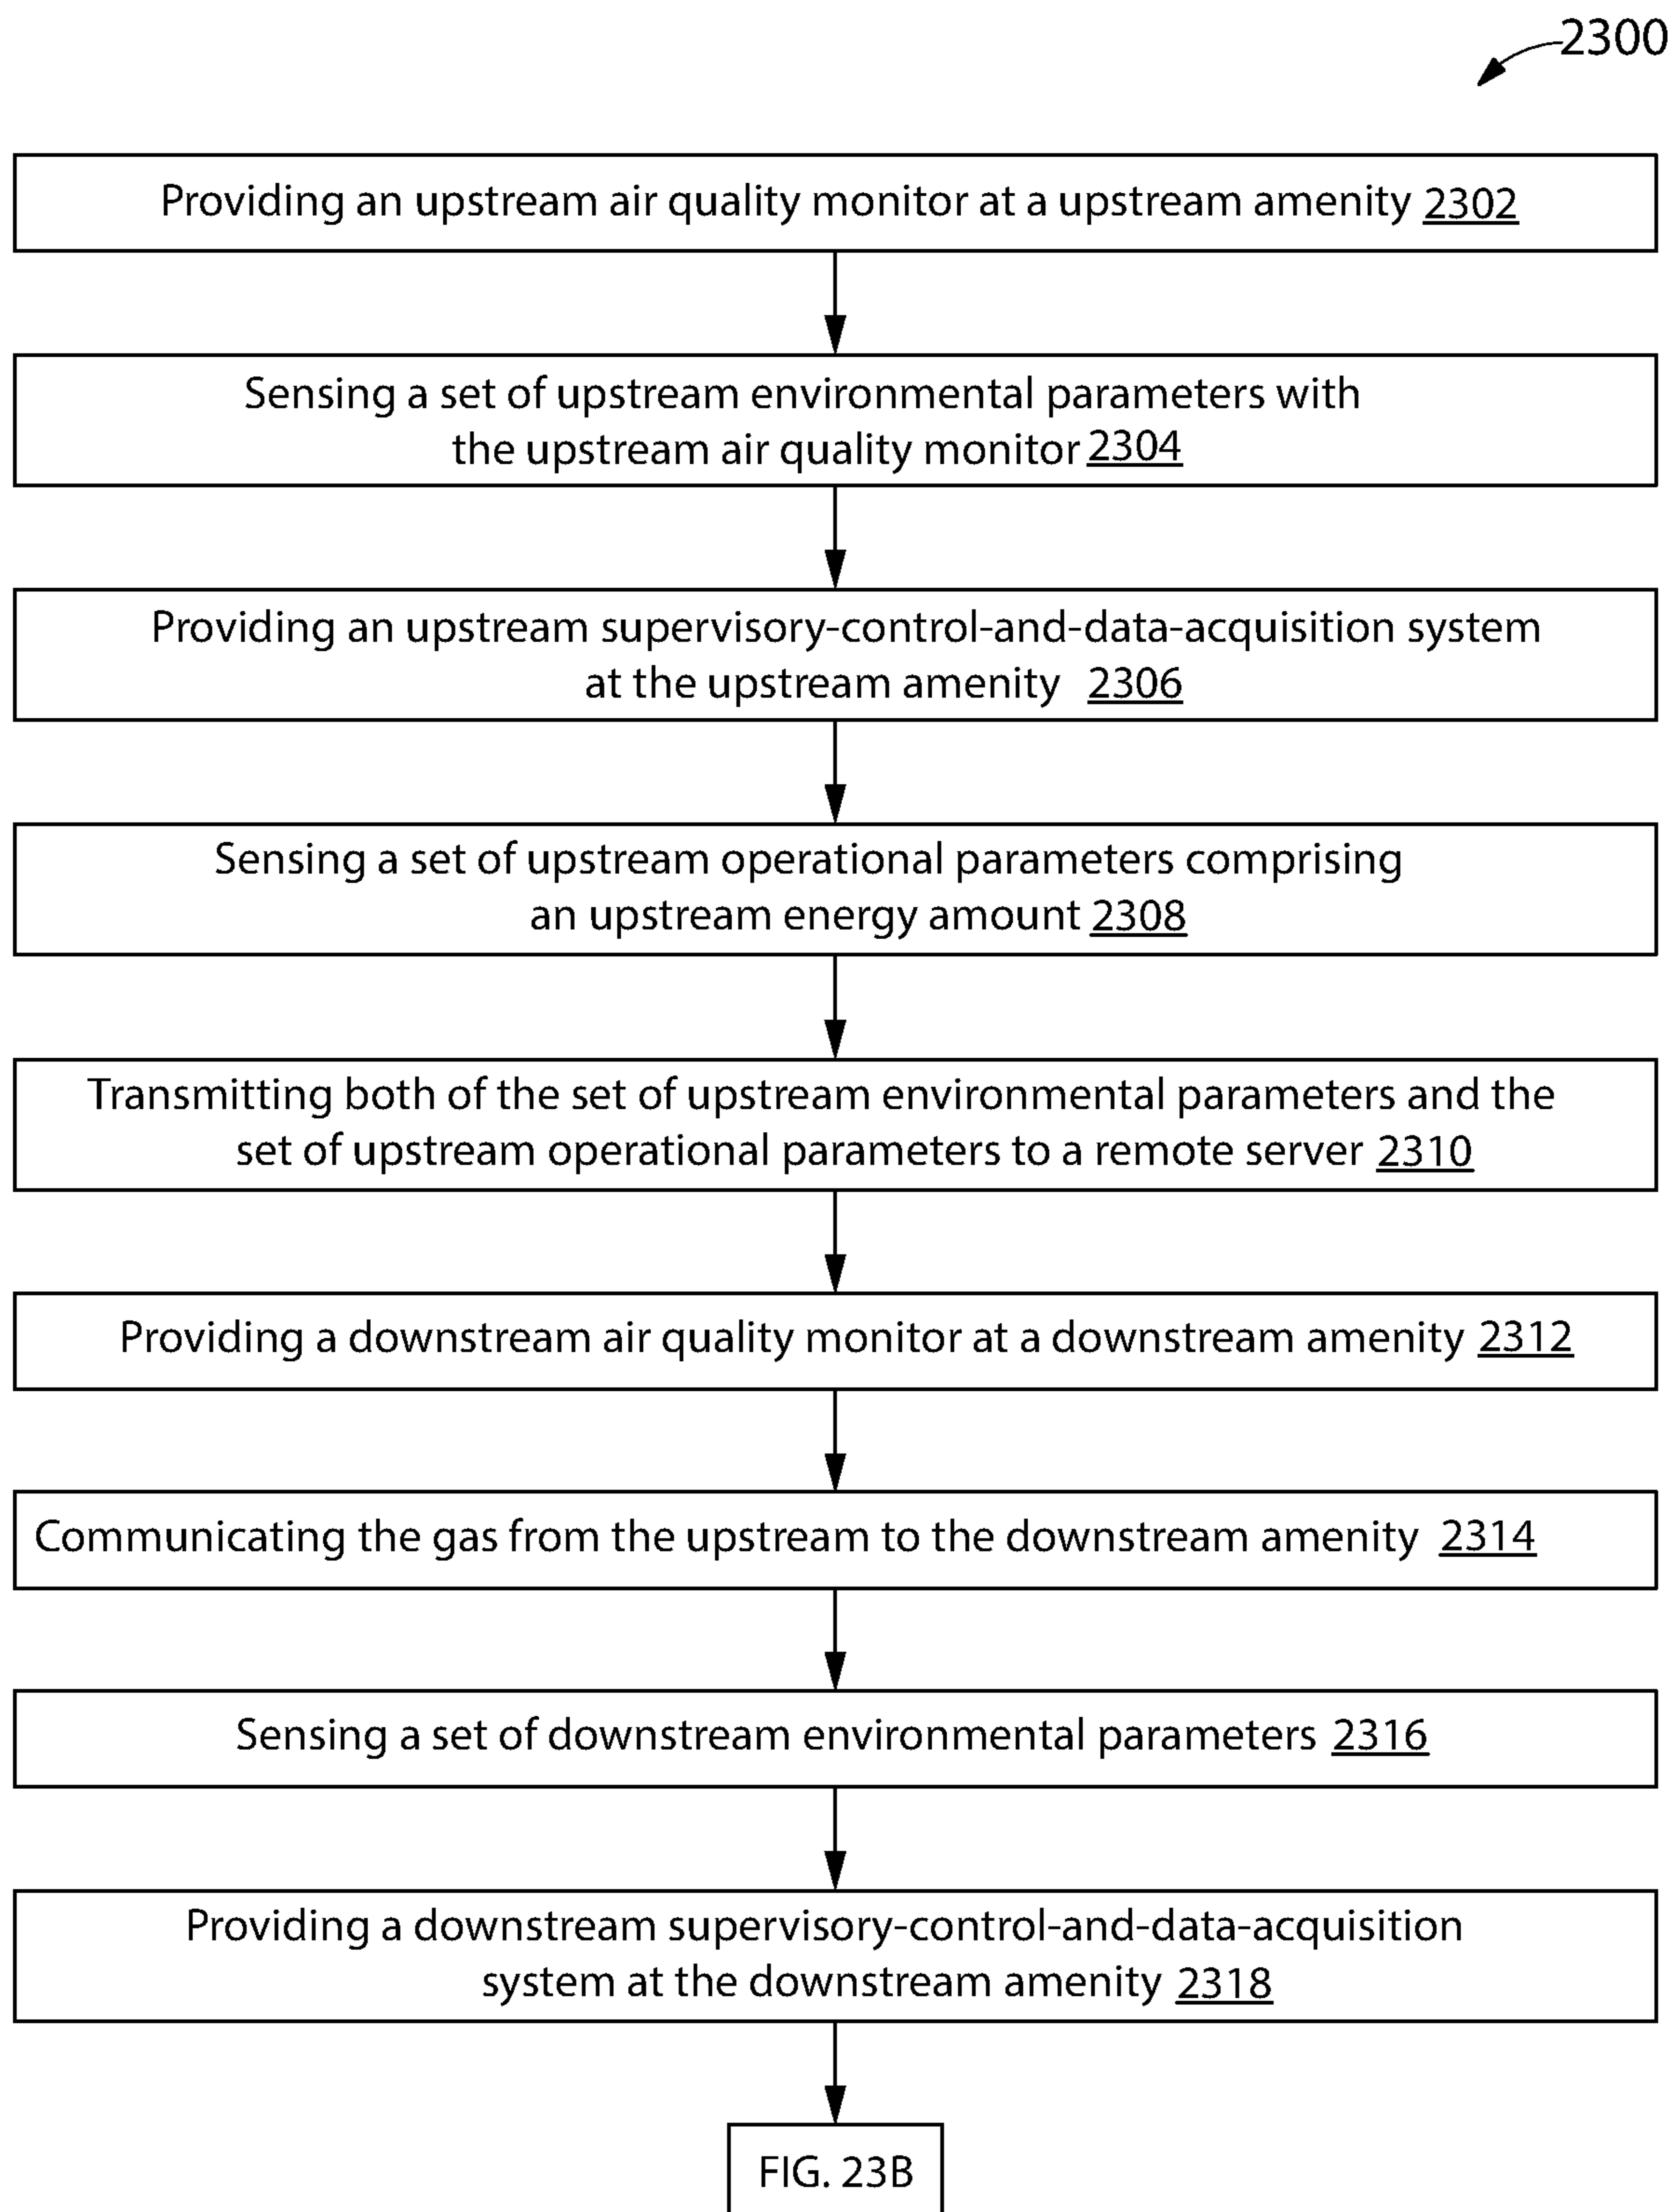 2300
Providing an upstream air quality monitor at a upstream amenity 2302
Sensing a set of upstream environmental parameters with
the upstream air quality monitor 2304
Providing an upstream supervisory-control-and-data-acquisition system
at the upstream amenity 2306
Sensing a set of upstream operational parameters comprising
an upstream energy amount 2308
Transmitting both of the set of upstream environmental parameters and the
set of upstream operational parameters to a remote server 2310
Providing a downstream air quality monitor at a downstream amenity 2312
Communicating the gas from the upstream to the downstream amenity 2314
Sensing a set of downstream environmental parameters 2316
Providing a downstream supervisory-control-and-data-acquisition
system at the downstream amenity 2318
FIG. 23B